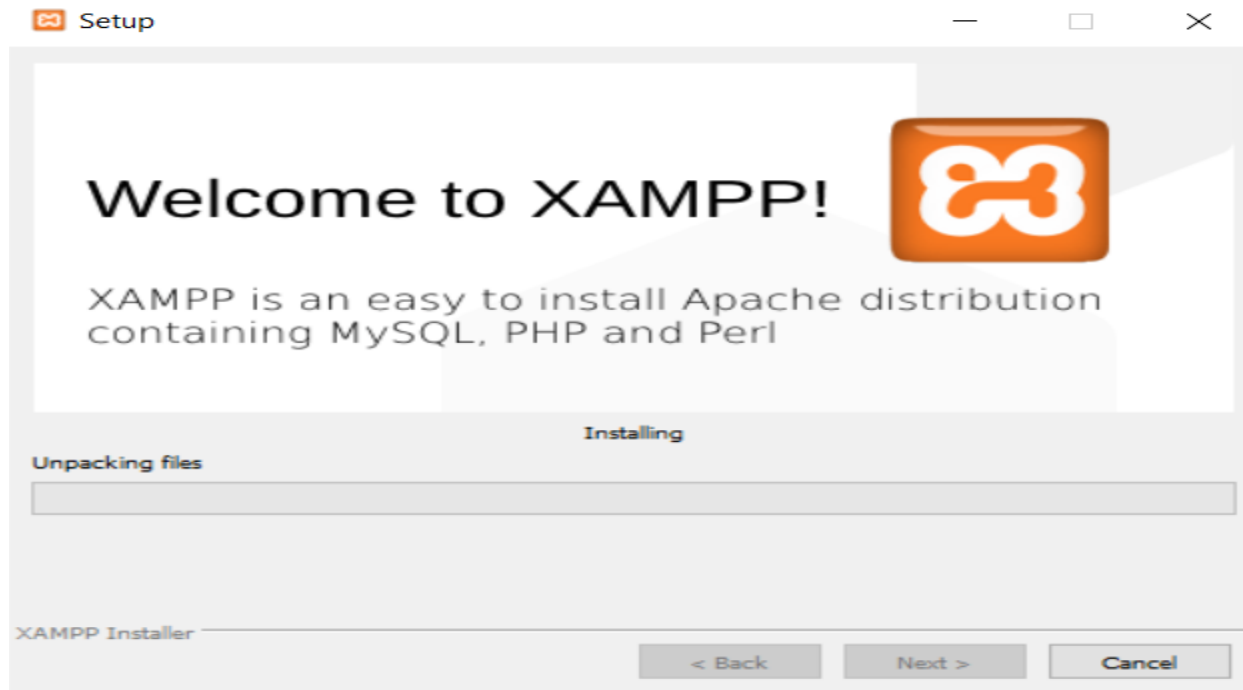 Setup
Welcome to XAMPP!
XAMPP is an easy to install Apache distribution
containing MySQL, PHP and Perl
Installing
Unpacking files
XAMPP Installer
< Back
Next >
Cancel